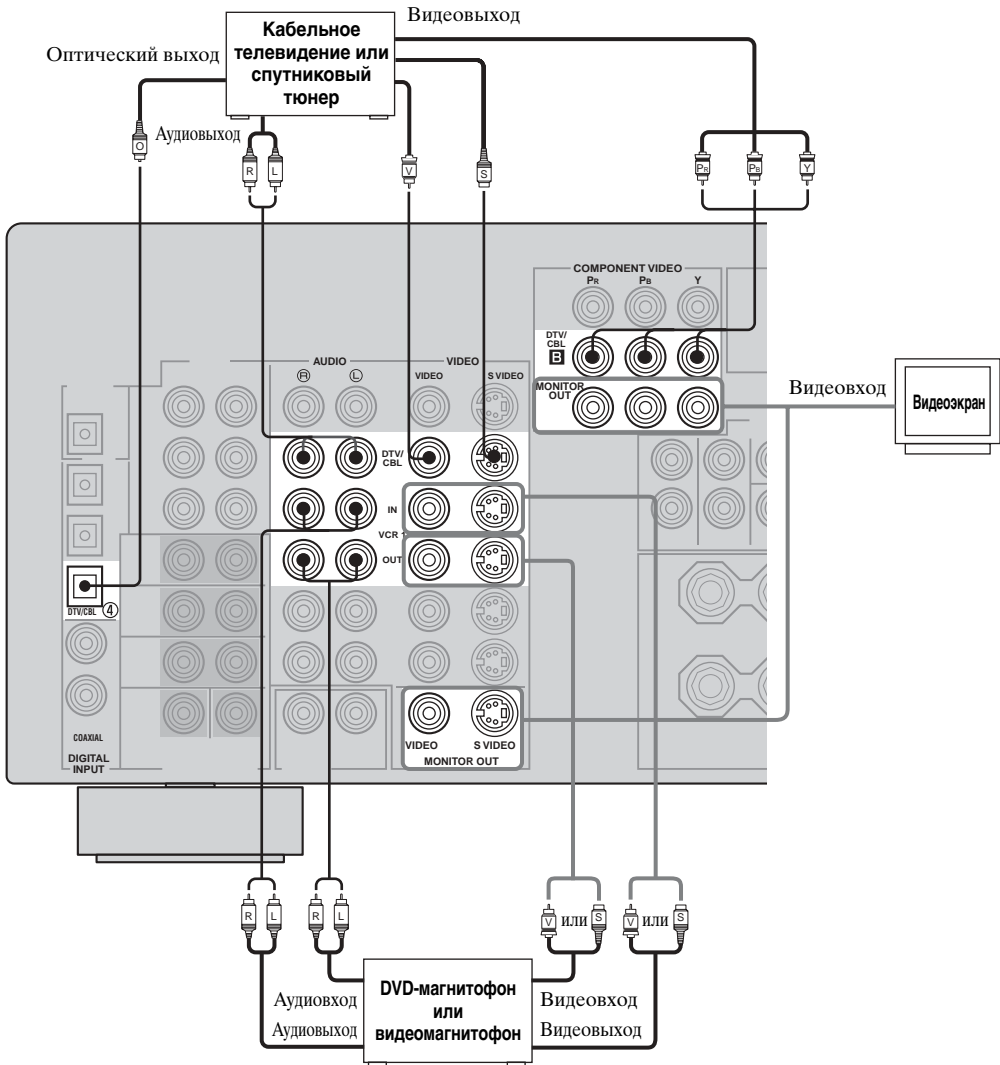 Видеовыход
Кабельное
телевидение или
спутниковый
тюнер
Оптический выход
Аудиовыход
O
R L
V
S
PR PB Y
COMPONENT VIDEO
PR PB Y
DTV/
CBL
B
MONITOR
OUT
Видеовход
Видеоэкран
AUDIO VIDEO
R L VIDEO S VIDEO
DTV/
CBL
IN
VCR 1
OUT
DTV/CBL ④
COAXIAL
DIGITAL
INPUT
VIDEO S VIDEO
MONITOR OUT
R L R L
V или S V или S
DVD-магнитофон
или
видеомагнитофон
Аудиовход
Аудиовыход
Видеовход
Видеовыход